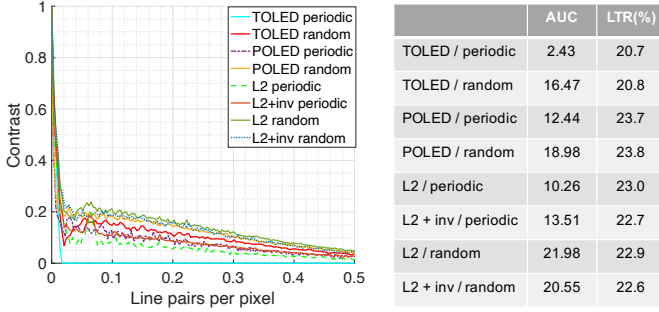 Contrast
1
0.8
0.6
0.4
0.2
0
0
0.1
0.2
0.3
0.4
0.5
Line pairs per pixel
TOLED periodic
TOLED random
POLED periodic
POLED random
L2 periodic
L2+inv periodic
L2 random
L2+inv random
AUC LTR(%)
TOLED / periodic 2.43 20.7
TOLED / random 16.47 20.8
POLED / periodic 12.44 23.7
POLED / random 18.98 23.8
L2 / periodic 10.26 23.0
L2 + inv / periodic 13.51 22.7
L2 / random 21.98 22.9
L2 + inv / random 20.55 22.6